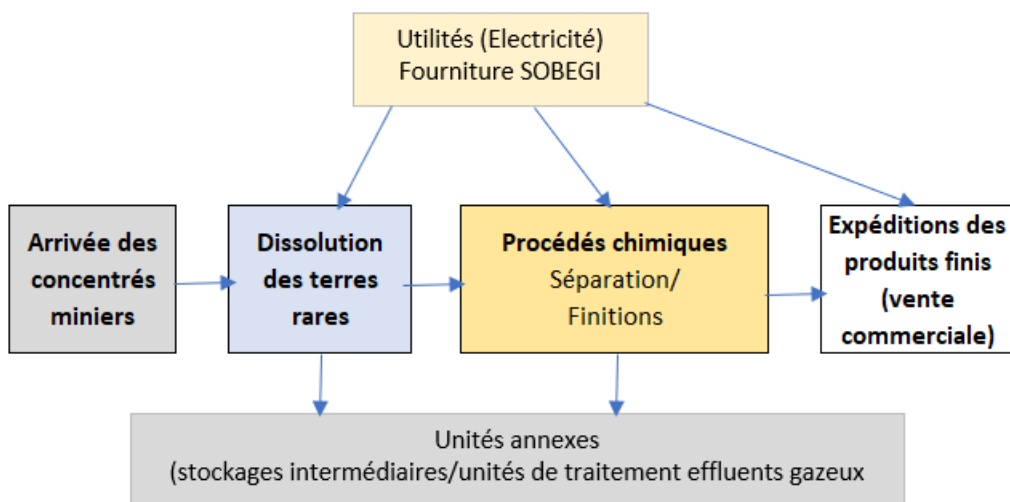 Utilités (Electricité)
Fourniture SOBEGI
Arrivée des
concentrés
miniers
Dissolution
des terres
rares
Procédés chimiques
Séparation/
Finitions
Expéditions des
produits finis
(vente
commerciale)
Unités annexes
(stockages intermédiaires/unités de traitement effluents gazeux